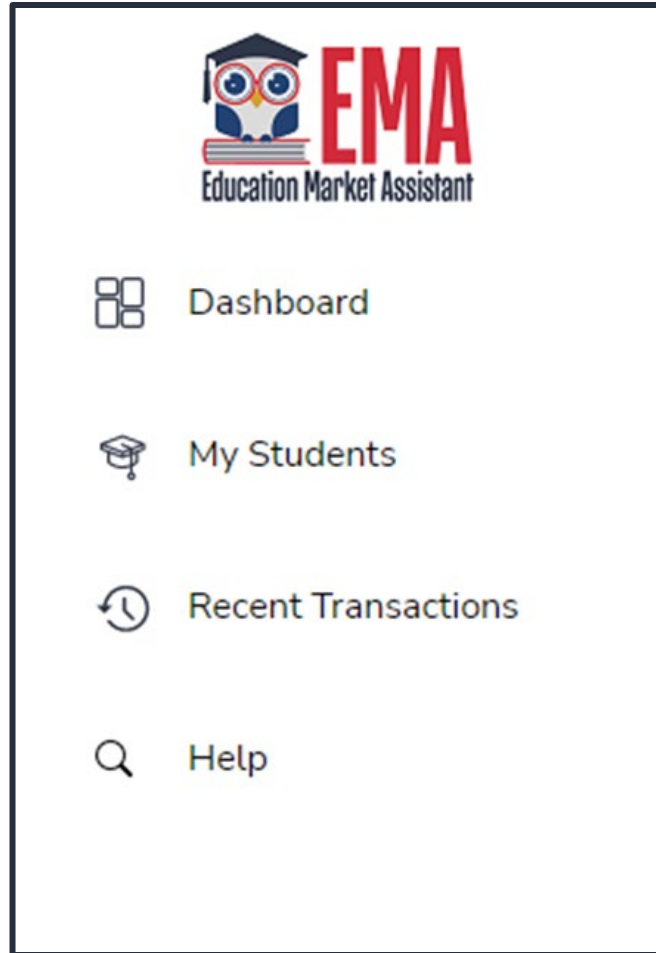 EMA
Education Market Assistant
Dashboard
My Students
Recent Transactions
Help